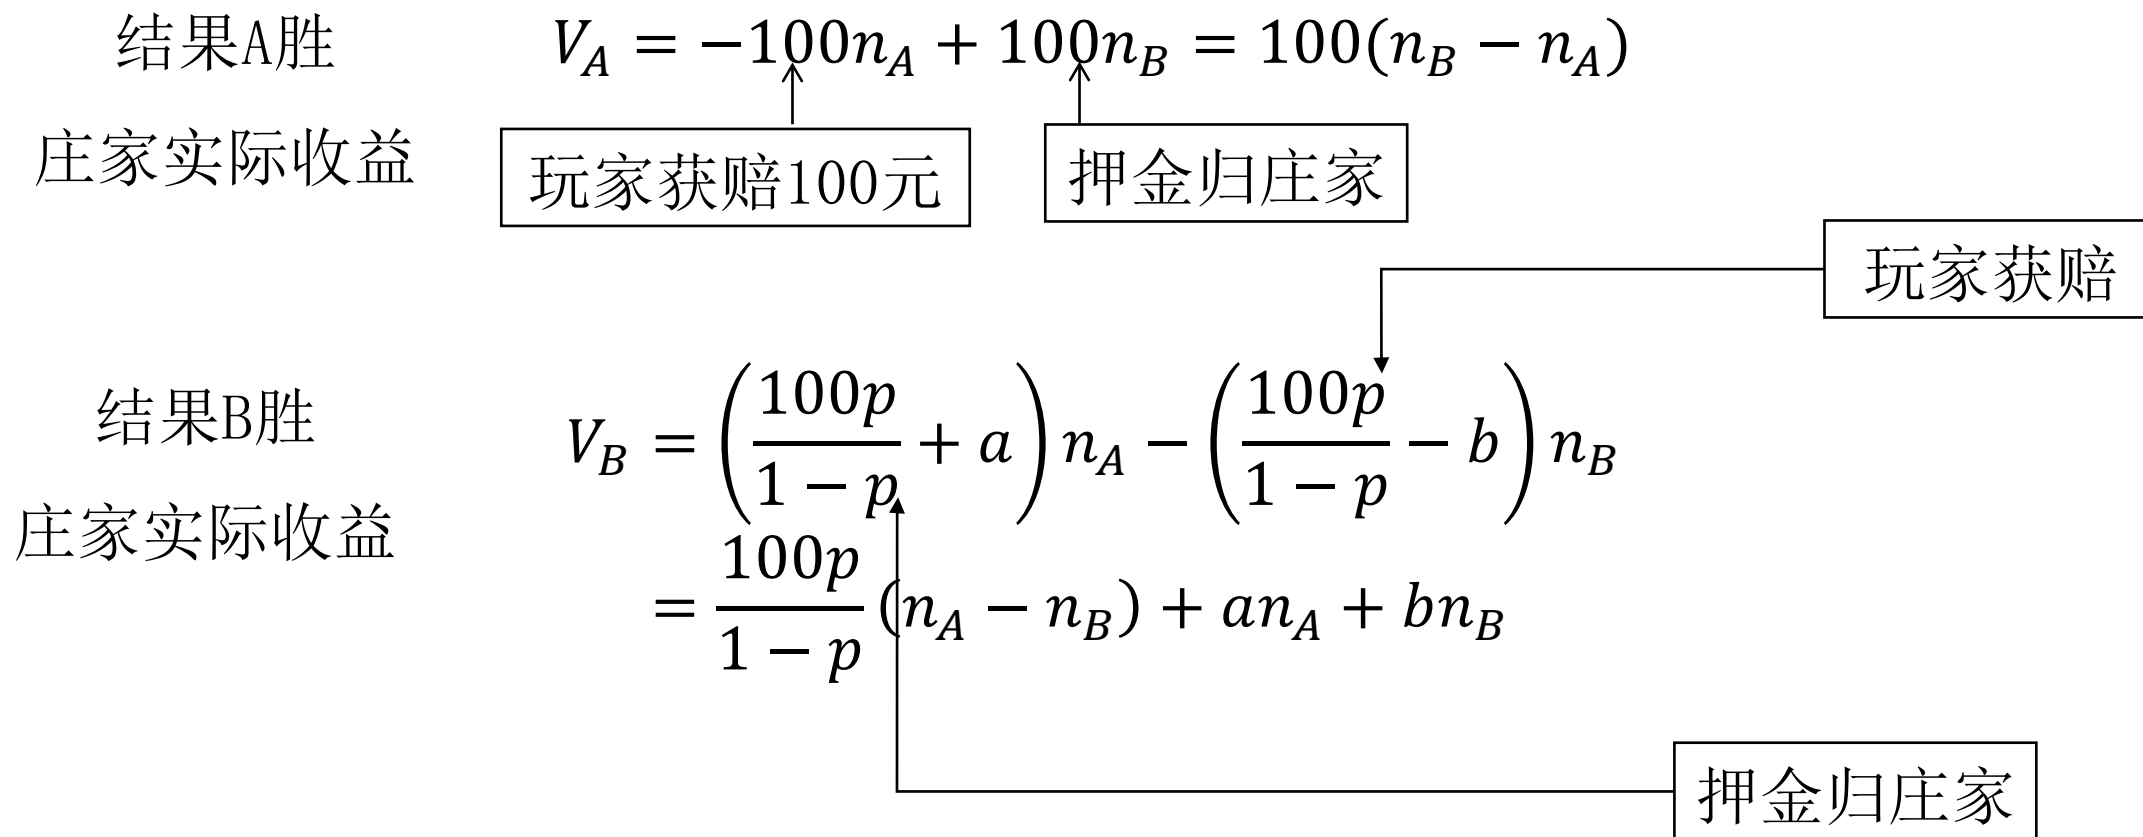 结果A胜
V_A = −100n_A + 100n_B = 100(n_B − n_A)
庄家实际收益
玩家获赔100元
押金归庄家
玩家获赔
结果B胜
V_B = (100p/(1 − p) + a) n_A − (100p/(1 − p) − b) n_B
庄家实际收益
= 100p/(1 − p) (n_A − n_B) + an_A + bn_B
押金归庄家